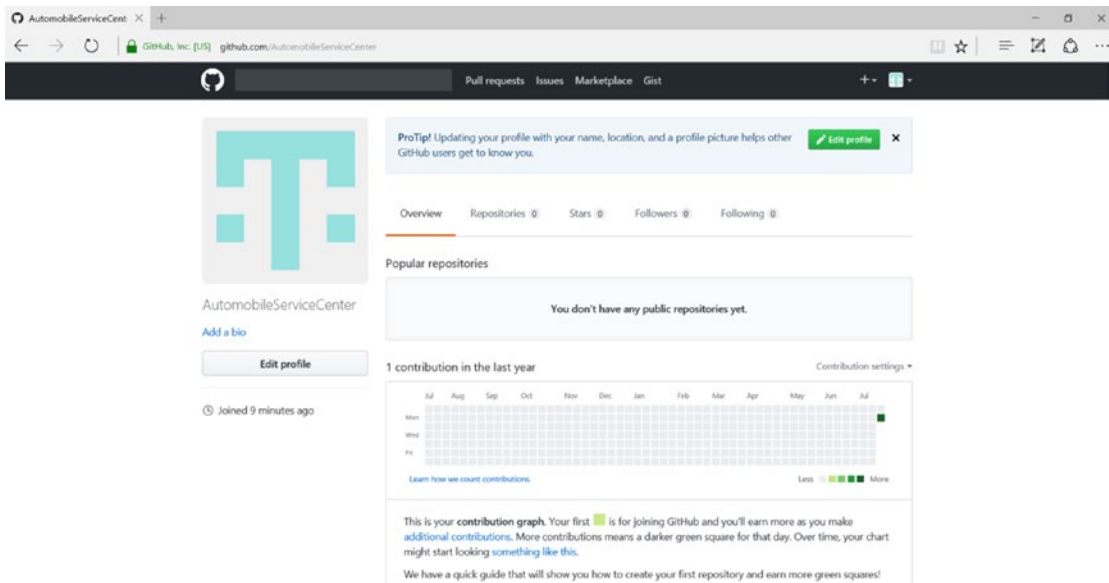 AutomobileServiceCent
GitHub, Inc. [US] github.com/AutomobileServiceCenter
Pull requests Issues Marketplace Gist
ProTip! Updating your profile with your name, location, and a profile picture helps other
GitHub users get to know you.
Edit profile
Overview Repositories 0 Stars 0 Followers 0 Following 0
Popular repositories
You don't have any public repositories yet.
AutomobileServiceCenter
Add a bio
Edit profile
Joined 9 minutes ago
1 contribution in the last year Contribution settings
Jul Aug Sep Oct Nov Dec Jan Feb Mar Apr May Jun Jul
Mon
Wed
Fri
Learn how we count contributions. Less More
This is your contribution graph. Your first is for joining GitHub and you'll earn more as you make
additional contributions. More contributions means a darker green square for that day. Over time, your chart
might start looking something like this.
We have a quick guide that will show you how to create your first repository and earn more green squares!